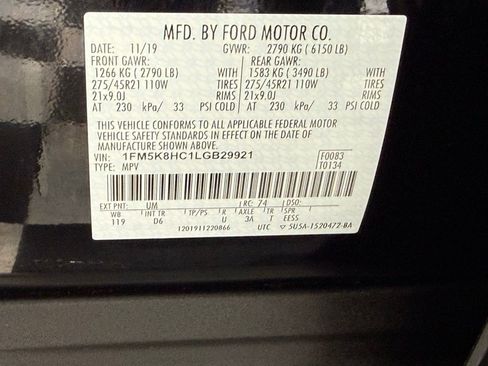 MFD. BY FORD MOTOR CO.
DATE: 11/19 GVWR: 2790 KG ( 6150 LB)
FRONT GAWR: REAR GAWR:
1266 KG ( 2790 LB) WITH 1583 KG ( 3490 LB) WITH
275/45R21 110W TIRES 275/45R21 110W TIRES
21x9.0J RIMS 21x9.0J RIMS
AT 230 kPa/ 33 PSI COLD AT 230 kPa/ 33 PSI COLD
THIS VEHICLE CONFORMS TO ALL APPLICABLE FEDERAL MOTOR
VEHICLE SAFETY STANDARDS IN EFFECT ON THE DATE OF
MANUFACTURE SHOWN ABOVE.
VIN: 1FM5K8HC1LGB29921 F0083
TYPE: MPV T0134
EXT PNT: UM RC: 74 DSO:
WB INT TR TP/PS R AXLE TR SPR
119 D6 U 3A T EESS
1201911220866 UTC ▽ 5U5A-1520472-BA